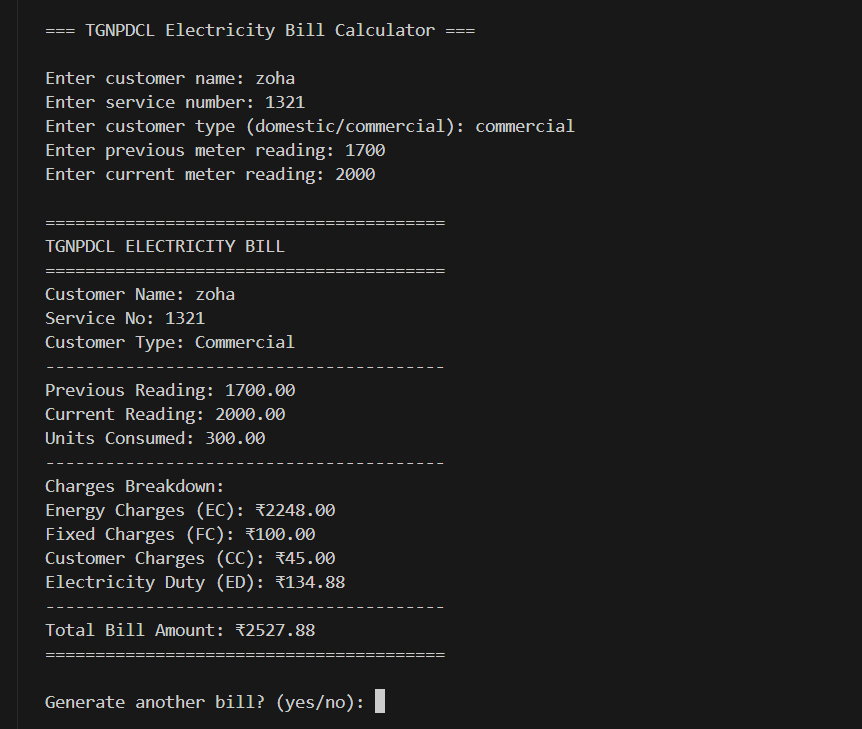 === TGNPDCL Electricity Bill Calculator ===
Enter customer name: zoha
Enter service number: 1321
Enter customer type (domestic/commercial): commercial
Enter previous meter reading: 1700
Enter current meter reading: 2000
========================================
TGNPDCL ELECTRICITY BILL
========================================
Customer Name: zoha
Service No: 1321
Customer Type: Commercial
----------------------------------------
Previous Reading: 1700.00
Current Reading: 2000.00
Units Consumed: 300.00
----------------------------------------
Charges Breakdown:
Energy Charges (EC): ₹2248.00
Fixed Charges (FC): ₹100.00
Customer Charges (CC): ₹45.00
Electricity Duty (ED): ₹134.88
----------------------------------------
Total Bill Amount: ₹2527.88
========================================
Generate another bill? (yes/no):